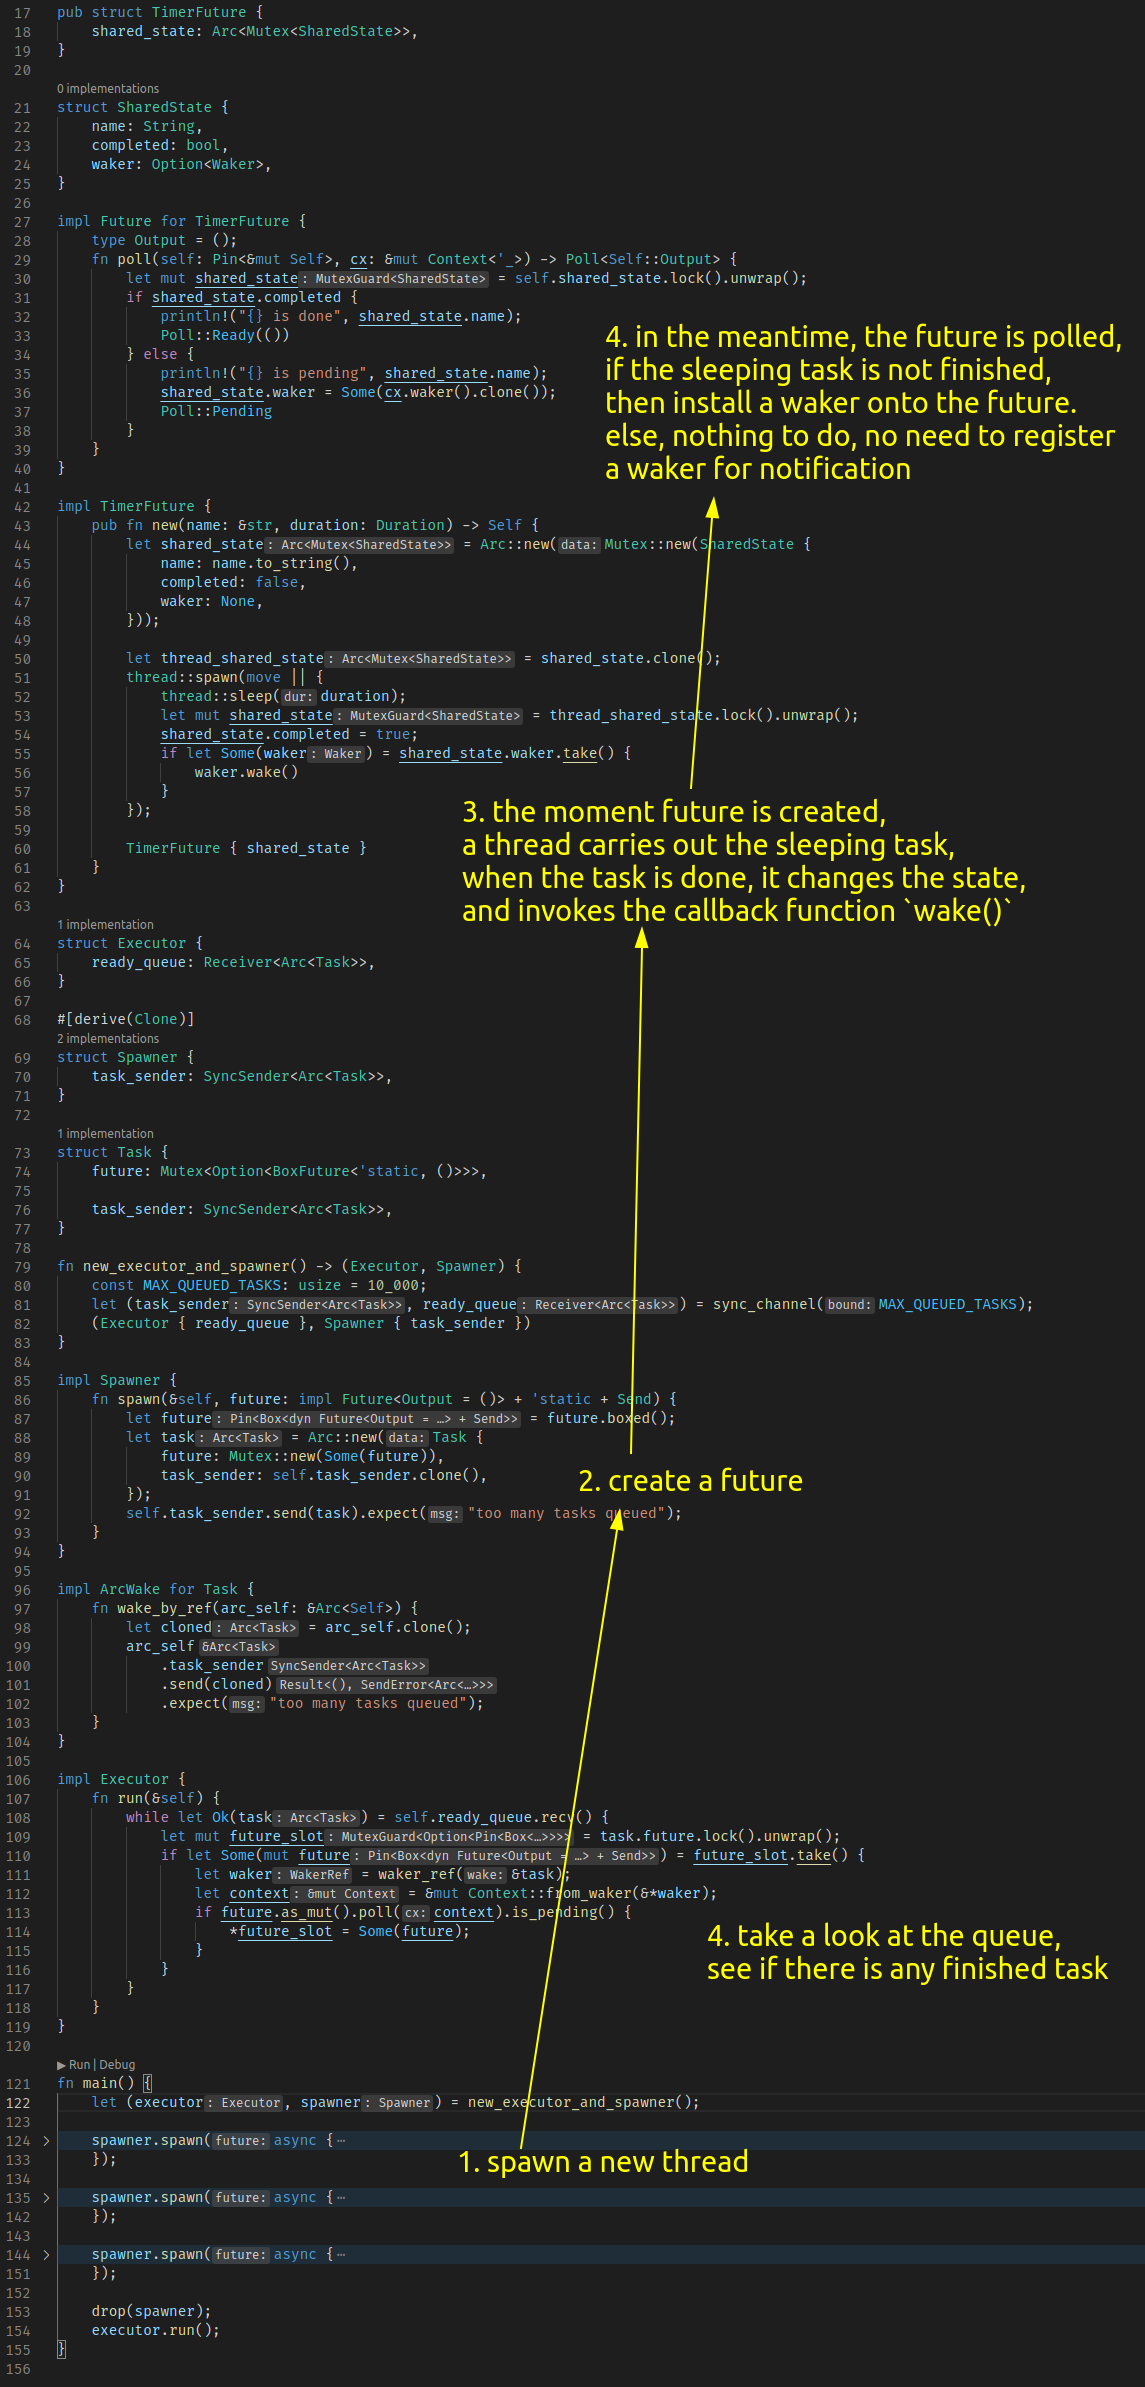 17 pub struct TimerFuture {
18     shared_state: Arc<Mutex<SharedState>>,
19 }
20
0 implementations
21 struct SharedState {
22     name: String,
23     completed: bool,
24     waker: Option<Waker>,
25 }
26
27 impl Future for TimerFuture {
28     type Output = ();
29     fn poll(self: Pin<&mut Self>, cx: &mut Context<'_>) -> Poll<Self::Output> {
30         let mut shared_state: MutexGuard<SharedState> = self.shared_state.lock().unwrap();
31         if shared_state.completed {
32             println!("{} is done", shared_state.name);
33             Poll::Ready(())
34         } else {
35             println!("{} is pending", shared_state.name);
36             shared_state.waker = Some(cx.waker().clone());
37             Poll::Pending
38         }
39     }
40 }
4. in the meantime, the future is polled,
if the sleeping task is not finished,
then install a waker onto the future.
else, nothing to do, no need to register
a waker for notification
41
42 impl TimerFuture {
43     pub fn new(name: &str, duration: Duration) -> Self {
44         let shared_state: Arc<Mutex<SharedState>> = Arc::new(data: Mutex::new(SharedState {
45             name: name.to_string(),
46             completed: false,
47             waker: None,
48         }));
49
50         let thread_shared_state: Arc<Mutex<SharedState>> = shared_state.clone();
51         thread::spawn(move || {
52             thread::sleep(dur: duration);
53             let mut shared_state: MutexGuard<SharedState> = thread_shared_state.lock().unwrap();
54             shared_state.completed = true;
55             if let Some(waker: Waker) = shared_state.waker.take() {
56                 waker.wake()
57             }
58         });
59
60         TimerFuture { shared_state }
61     }
62 }
63
3. the moment future is created,
a thread carries out the sleeping task,
when the task is done, it changes the state,
and invokes the callback function `wake()`
1 implementation
64 struct Executor {
65     ready_queue: Receiver<Arc<Task>>,
66 }
67
68 #[derive(Clone)]
2 implementations
69 struct Spawner {
70     task_sender: SyncSender<Arc<Task>>,
71 }
72
1 implementation
73 struct Task {
74     future: Mutex<Option<BoxFuture<'static, ()>>>,
75
76     task_sender: SyncSender<Arc<Task>>,
77 }
78
79 fn new_executor_and_spawner() -> (Executor, Spawner) {
80     const MAX_QUEUED_TASKS: usize = 10_000;
81     let (task_sender: SyncSender<Arc<Task>>, ready_queue: Receiver<Arc<Task>>) = sync_channel(bound: MAX_QUEUED_TASKS);
82     (Executor { ready_queue }, Spawner { task_sender })
83 }
84
85 impl Spawner {
86     fn spawn(&self, future: impl Future<Output = ()> + 'static + Send) {
87         let future: Pin<Box<dyn Future<Output = …> + Send>> = future.boxed();
88         let task: Arc<Task> = Arc::new(data: Task {
89             future: Mutex::new(Some(future)),
90             task_sender: self.task_sender.clone(),
91         });
92         self.task_sender.send(task).expect(msg: "too many tasks queued");
93     }
94 }
2. create a future
95
96 impl ArcWake for Task {
97     fn wake_by_ref(arc_self: &Arc<Self>) {
98         let cloned: Arc<Task> = arc_self.clone();
99         arc_self &Arc<Task>
100             .task_sender SyncSender<Arc<Task>>
101             .send(cloned) Result<(), SendError<Arc<…>>>
102             .expect(msg: "too many tasks queued");
103     }
104 }
105
106 impl Executor {
107     fn run(&self) {
108         while let Ok(task: Arc<Task>) = self.ready_queue.recv() {
109             let mut future_slot: MutexGuard<Option<Pin<Box<…>>>> = task.future.lock().unwrap();
110             if let Some(mut future: Pin<Box<dyn Future<Output = …> + Send>>) = future_slot.take() {
111                 let waker: WakerRef = waker_ref(wake: &task);
112                 let context: &mut Context = &mut Context::from_waker(&*waker);
113                 if future.as_mut().poll(cx: context).is_pending() {
114                     *future_slot = Some(future);
115                 }
116             }
117         }
118     }
119 }
4. take a look at the queue,
see if there is any finished task
120
▶ Run | Debug
121 fn main() {
122     let (executor: Executor, spawner: Spawner) = new_executor_and_spawner();
123
124 >     spawner.spawn(future: async {⋯
133     });
1. spawn a new thread
134
135 >     spawner.spawn(future: async {⋯
142     });
143
144 >     spawner.spawn(future: async {⋯
151     });
152
153     drop(spawner);
154     executor.run();
155 }
156